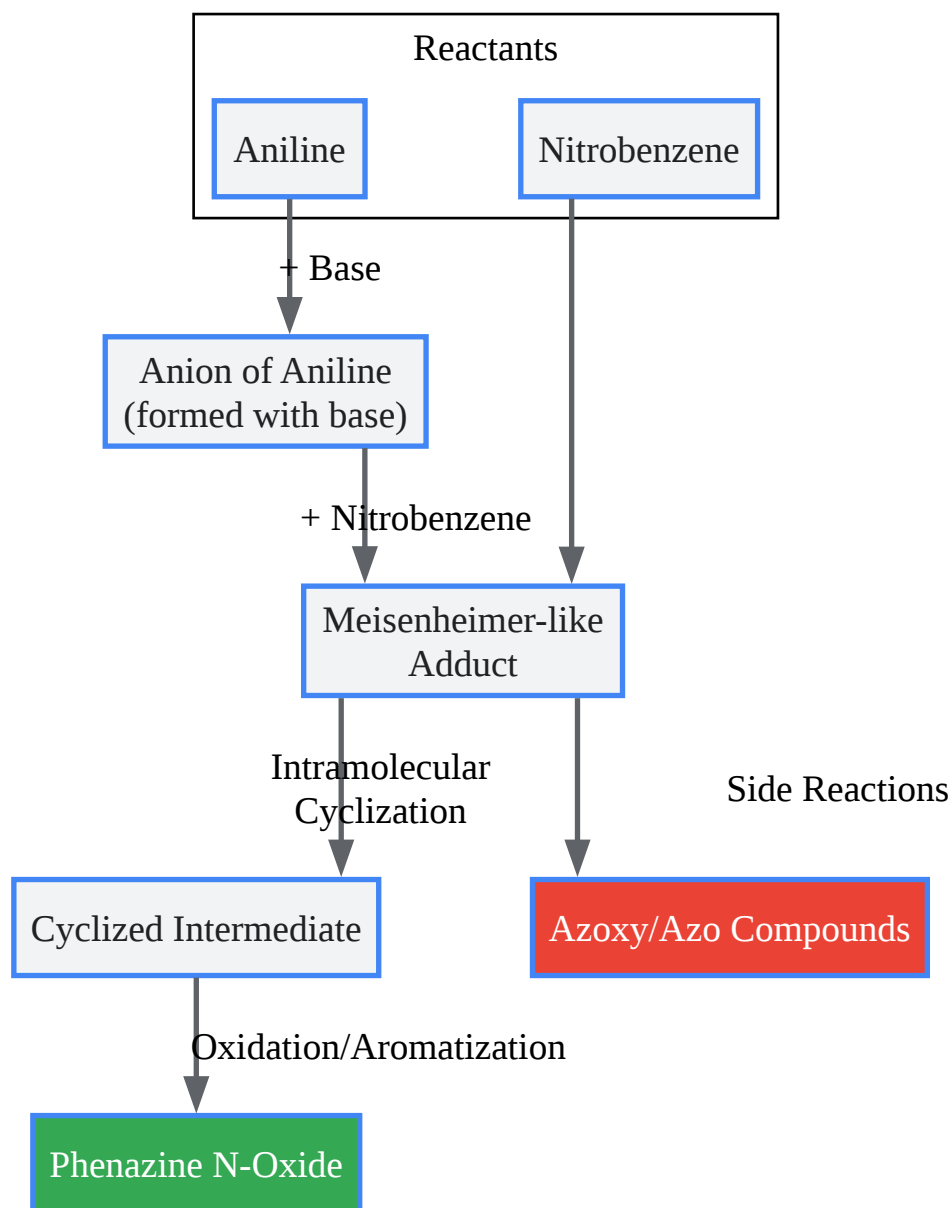 Reactants
Aniline
Nitrobenzene
+ Base
Anion of Aniline
(formed with base)
+ Nitrobenzene
Meisenheimer-like
Adduct
Intramolecular
Cyclization
Side Reactions
Cyclized Intermediate
Azoxy/Azo Compounds
Oxidation/Aromatization
Phenazine N-Oxide